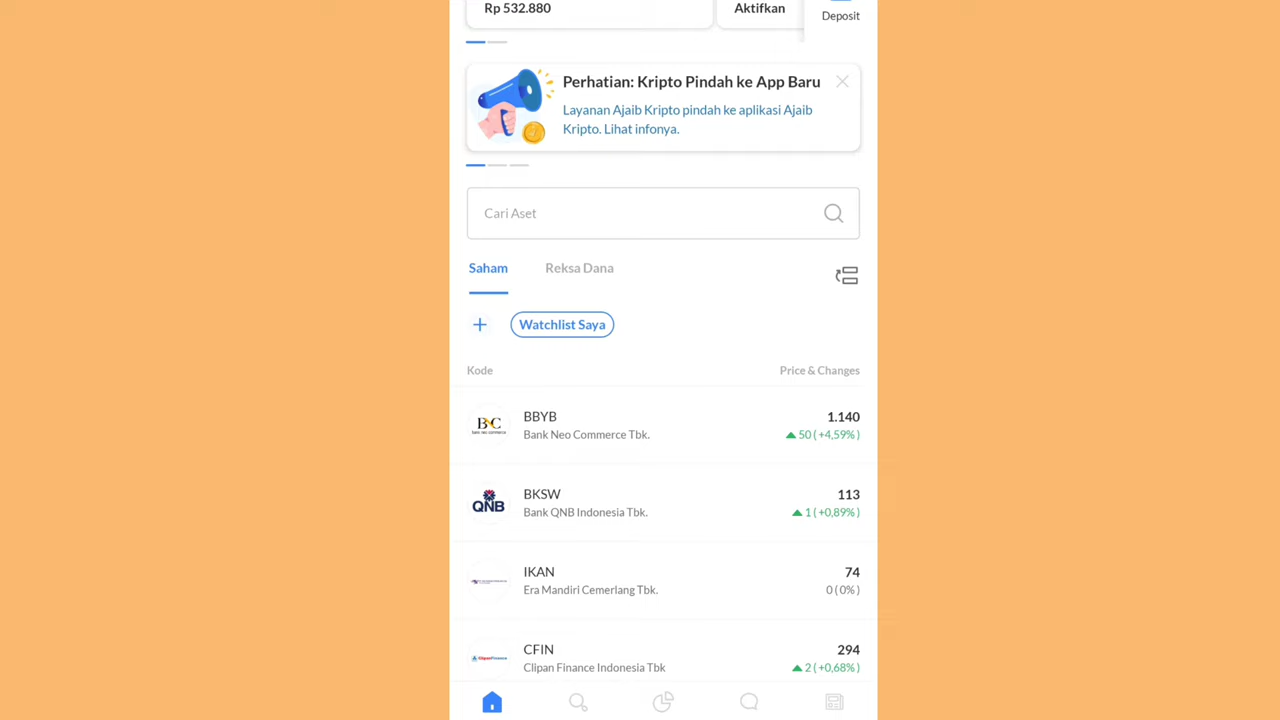 Rp 532.880
Aktifkan
Deposit
Perhatian: Kripto Pindah ke App Baru
Layanan Ajaib Kripto pindah ke aplikasi Ajaib
Kripto. Lihat infonya.
Cari Aset
Saham
Reksa Dana
Watchlist Saya
Kode
Price & Changes
BBYB
1.140
Bank Neo Commerce Tbk.
50 ( +4,59% )
BKSW
113
QNB
Bank QNB Indonesia Tbk.
1 ( +0,89% )
IKAN
74
Era Mandiri Cemerlang Tbk.
0 ( 0% )
CFIN
294
ClipanFinance
Clipan Finance Indonesia Tbk
2 ( +0,68% )